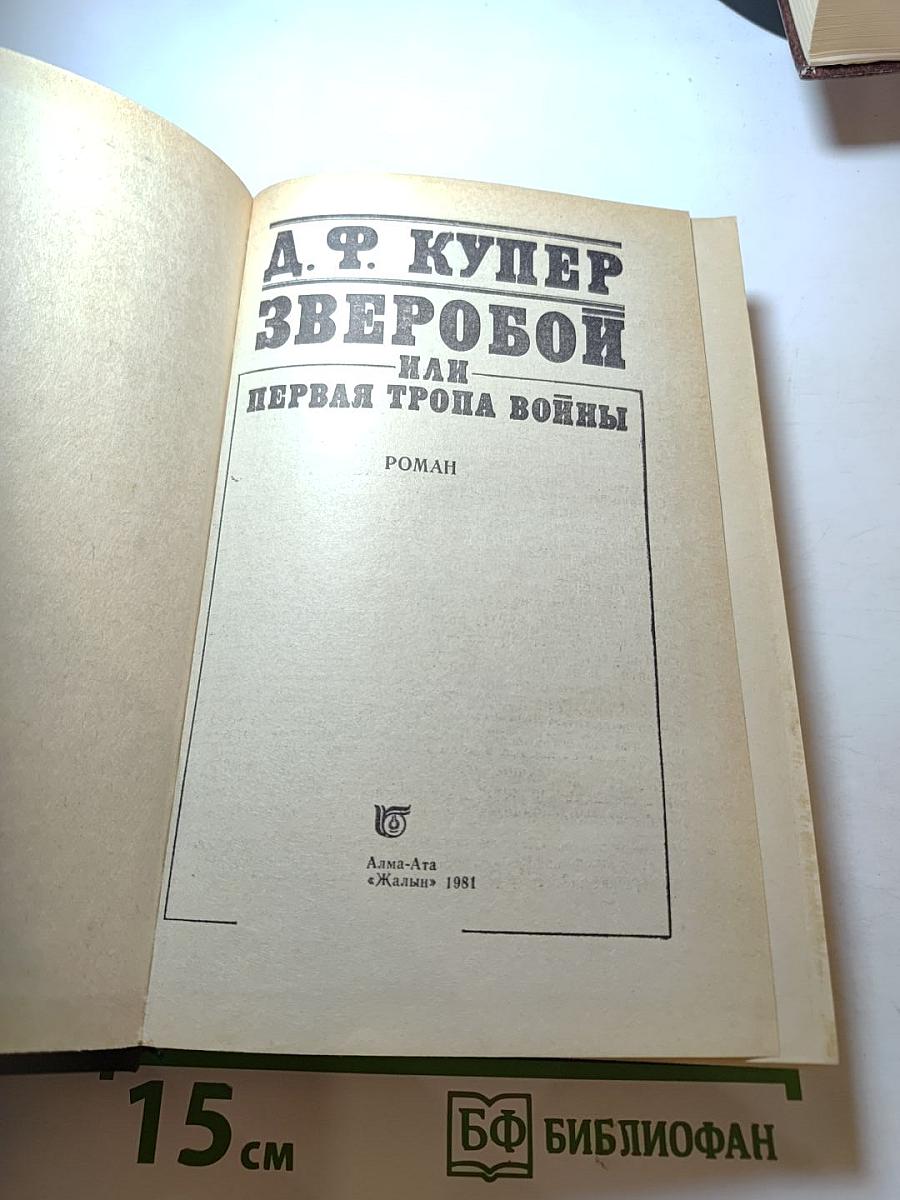 Д. Ф. КУПЕР
ЗВЕРОБОЙ
ИЛИ
ПЕРВАЯ ТРОПА ВОЙНЫ
РОМАН
Алма-Ата
«Жалын» 1981
15 см
БФ БИБЛИОФАН